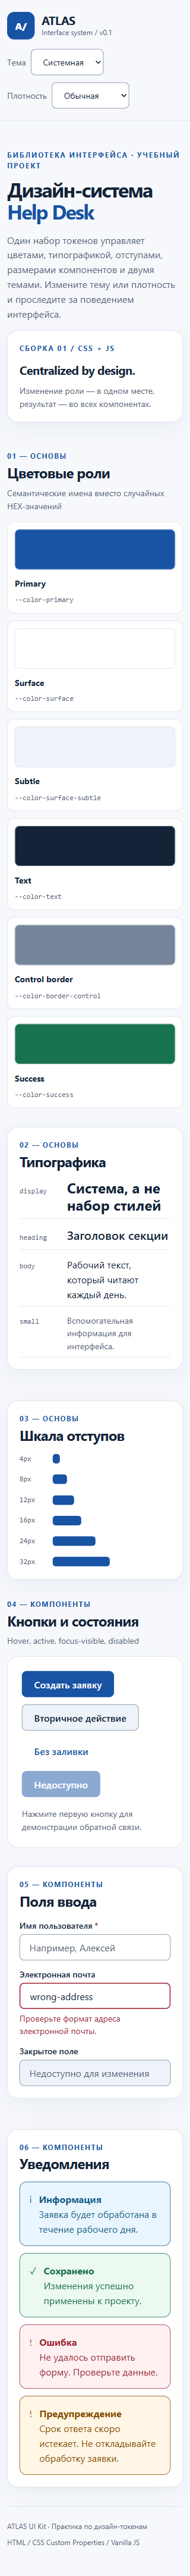 A/
ATLAS
Interface system / v0.1
Тема
Системная
Плотность
Обычная
БИБЛИОТЕКА ИНТЕРФЕЙСА · УЧЕБНЫЙ
ПРОЕКТ
Дизайн-система
Help Desk
Один набор токенов управляет
цветами, типографикой, отступами,
размерами компонентов и двумя
темами. Измените тему или плотность
и проследите за поведением
интерфейса.
СБОРКА 01 / CSS + JS
Centralized by design.
Изменение роли — в одном месте,
результат — во всех компонентах.
01 — ОСНОВЫ
Цветовые роли
Семантические имена вместо случайных
HEX-значений
Primary
--color-primary
Surface
--color-surface
Subtle
--color-surface-subtle
Text
--color-text
Control border
--color-border-control
Success
--color-success
02 — ОСНОВЫ
Типографика
display
Система, а не
набор стилей
heading
Заголовок секции
body
Рабочий текст,
который читают
каждый день.
small
Вспомогательная
информация для
интерфейса.
03 — ОСНОВЫ
Шкала отступов
4px
8px
12px
16px
24px
32px
04 — КОМПОНЕНТЫ
Кнопки и состояния
Hover, active, focus-visible, disabled
Создать заявку
Вторичное действие
Без заливки
Недоступно
Нажмите первую кнопку для
демонстрации обратной связи.
05 — КОМПОНЕНТЫ
Поля ввода
Имя пользователя *
Например, Алексей
Электронная почта
wrong-address
Проверьте формат адреса
электронной почты.
Закрытое поле
Недоступно для изменения
06 — КОМПОНЕНТЫ
Уведомления
i Информация
Заявка будет обработана в
течение рабочего дня.
✓ Сохранено
Изменения успешно
применены к проекту.
! Ошибка
Не удалось отправить
форму. Проверьте данные.
! Предупреждение
Срок ответа скоро
истекает. Не откладывайте
обработку заявки.
ATLAS UI Kit · Практика по дизайн-токенам
HTML / CSS Custom Properties / Vanilla JS